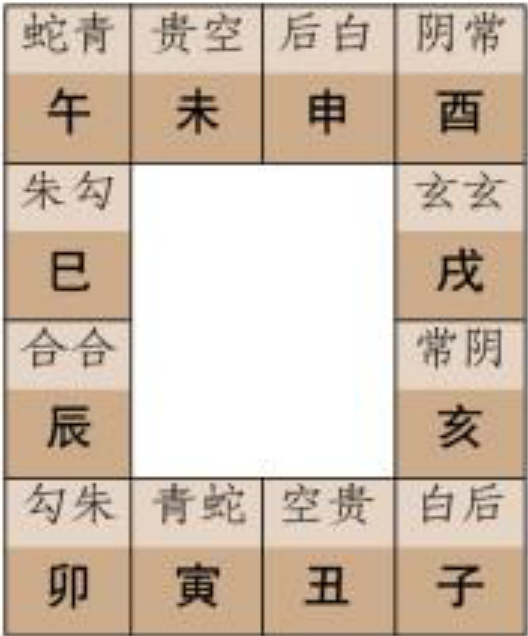 蛇青 贵空 后白 阴常
午 未 申 酉
朱勾 玄玄
巳 戌
合合 常阴
辰 亥
勾朱 青蛇 空贵 白后
卯 寅 丑 子